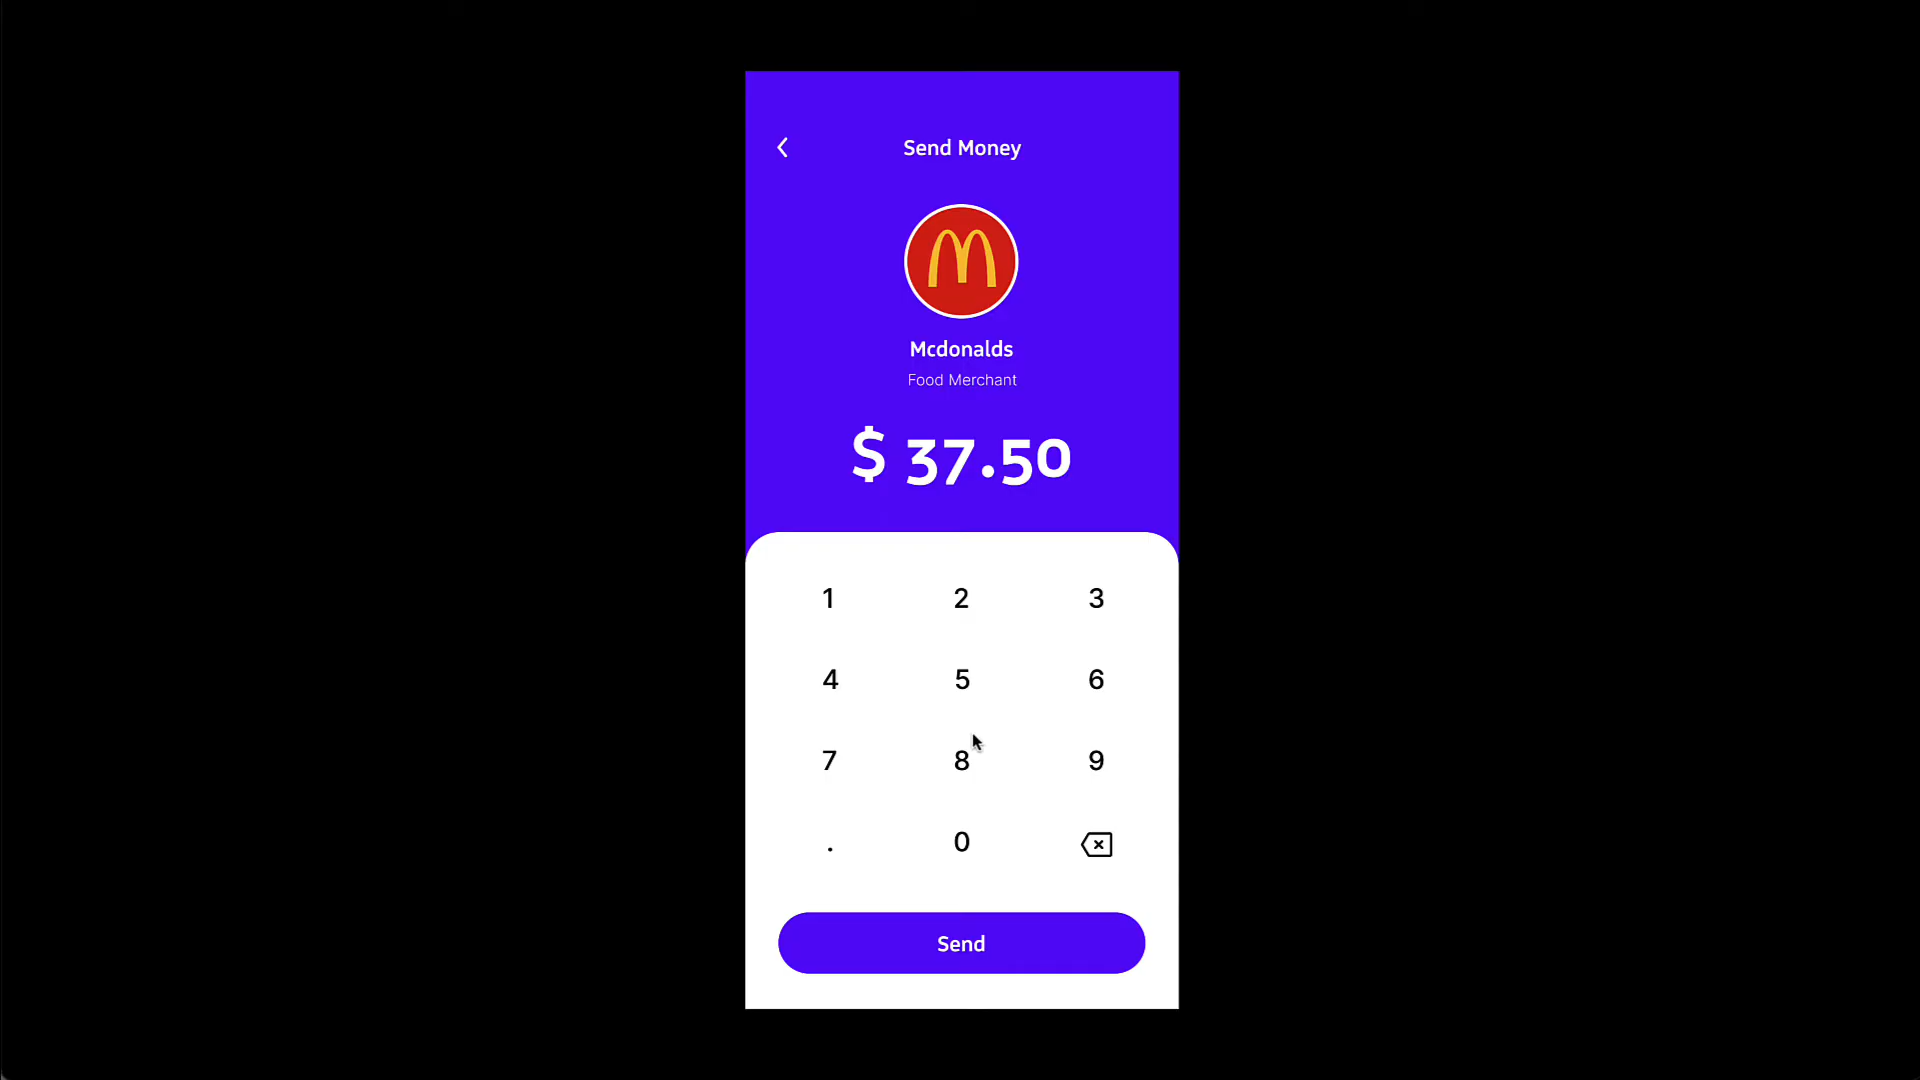 Send Money
Mcdonalds
Food Merchant
$ 37.50
1 2 3
4 5 6
7 8 9
. 0
Send